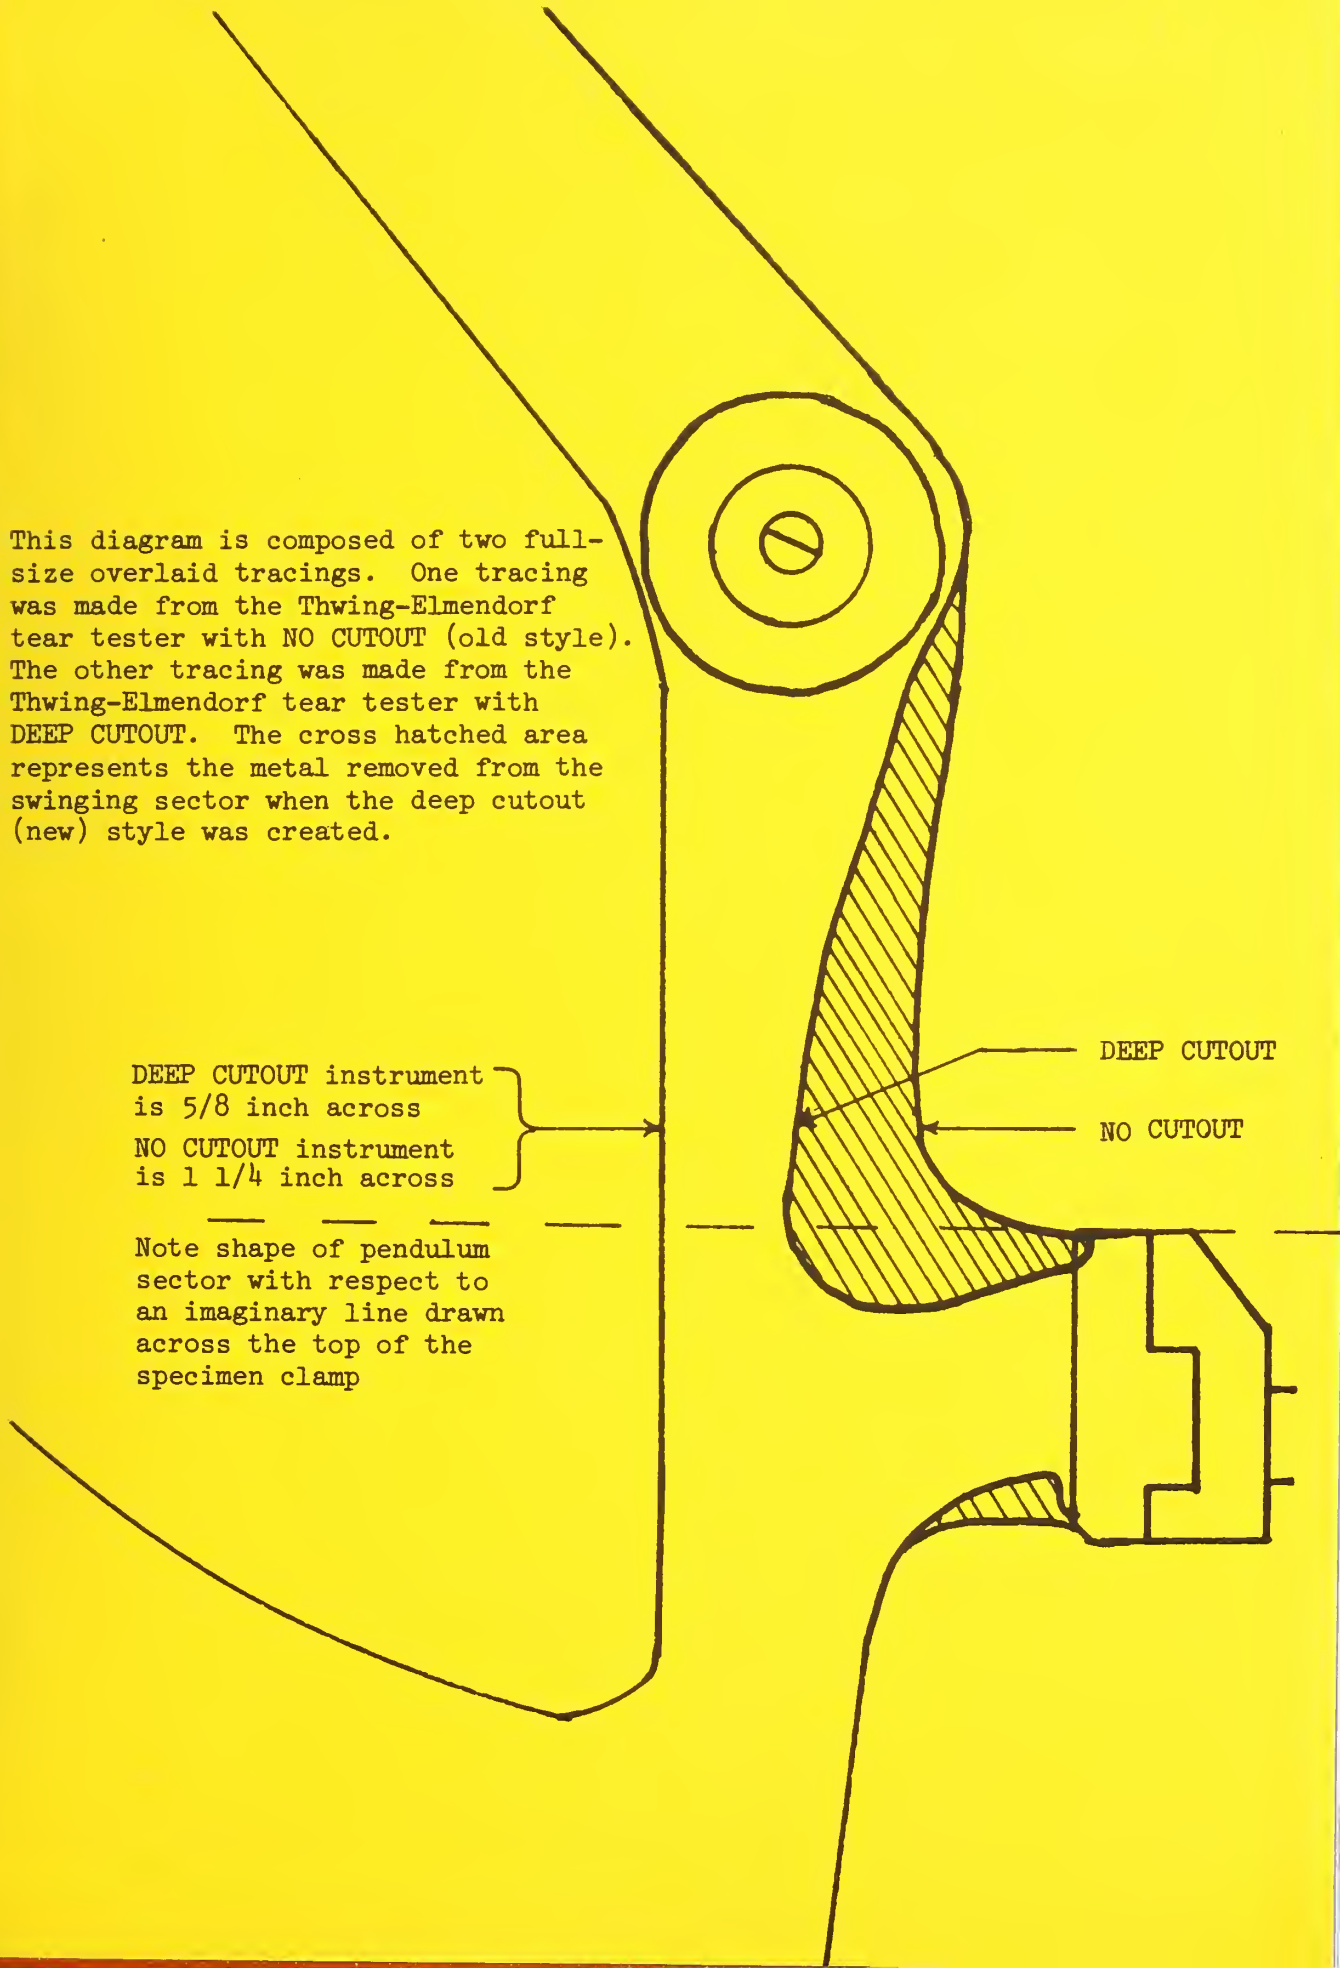 This diagram is composed of two full-
size overlaid tracings. One tracing
was made from the Thwing-Elmendorf
tear tester with NO CUTOUT (old style).
The other tracing was made from the
Thwing-Elmendorf tear tester with
DEEP CUTOUT. The cross hatched area
represents the metal removed from the
swinging sector when the deep cutout
(new) style was created.
DEEP CUTOUT instrument
is 5/8 inch across
NO CUTOUT instrument
is 1 1/4 inch across
DEEP CUTOUT
NO CUTOUT
Note shape of pendulum
sector with respect to
an imaginary line drawn
across the top of the
specimen clamp